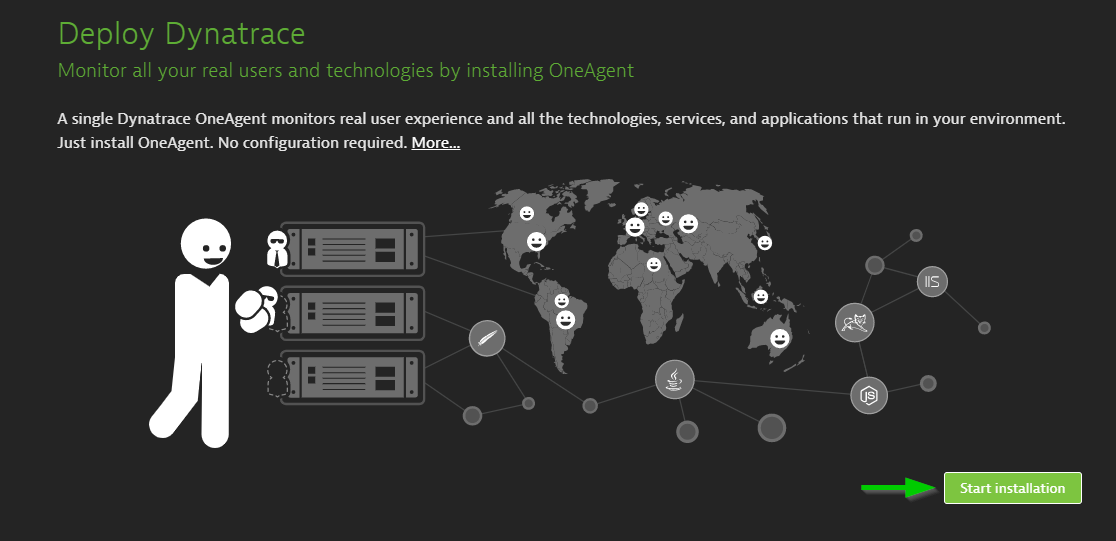 Deploy Dynatrace
Monitor all your real users and technologies by installing OneAgent
A single Dynatrace OneAgent monitors real user experience and all the technologies, services, and applications that run in your environment.
Just install OneAgent. No configuration required. More...
IIS
JS
Start installation